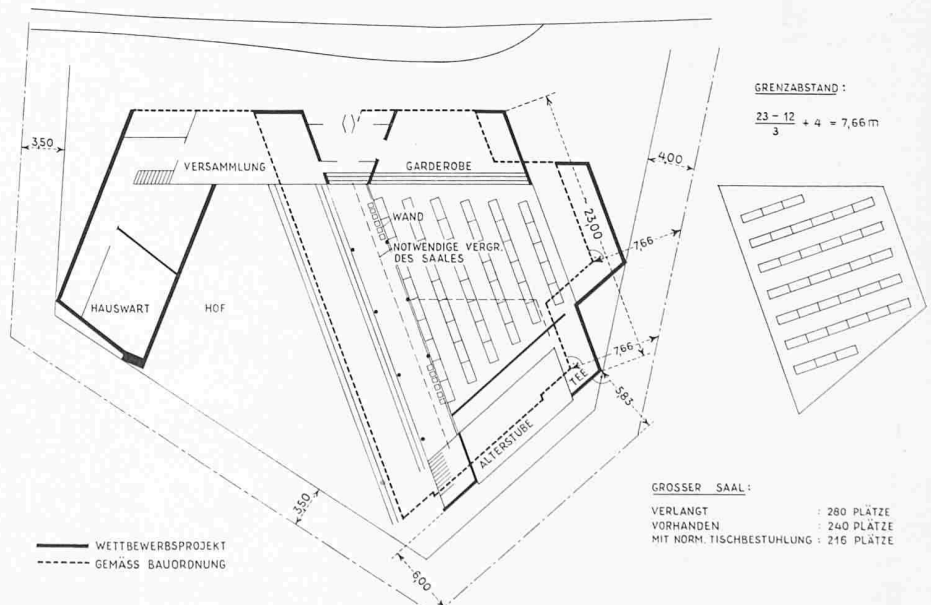 GRENZABSTAND :
23 - 12
3
+ 4 = 7,66 m
3,50
4,00
VERSAMMLUNG
GARDEROBE
WAND
NOTWENDIGE VERGR.
DES SAALES
23,00
7,66
HAUSWART
HOF
7,66
TEE
5,83
ALTERSTUBE
3,50
6,00
GROSSER SAAL :
VERLANGT : 280 PLÄTZE
VORHANDEN : 240 PLÄTZE
MIT NORM. TISCHBESTUHLUNG : 216 PLÄTZE
WETTBEWERBSPROJEKT
GEMÄSS BAUORDNUNG